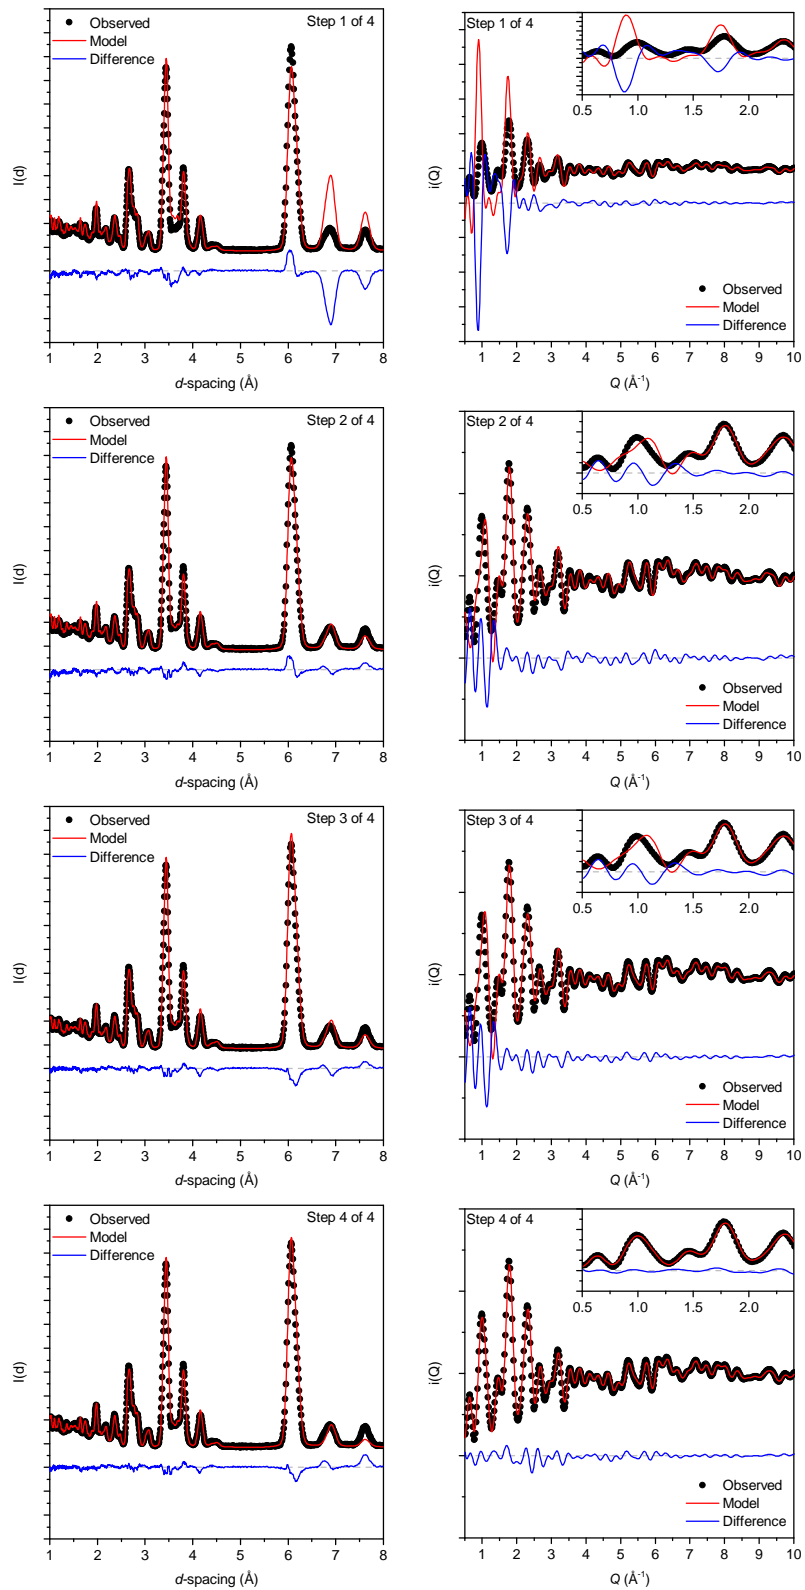 Observed
Model
Difference
Step 1 of 4
I(d)
1 2 3 4 5 6 7 8
d-spacing (Å)
Step 1 of 4
0.5 1.0 1.5 2.0
i(Q)
Observed
Model
Difference
1 2 3 4 5 6 7 8 9 10
Q (Å-1)
Observed
Model
Difference
Step 2 of 4
I(d)
1 2 3 4 5 6 7 8
d-spacing (Å)
Step 2 of 4
0.5 1.0 1.5 2.0
i(Q)
Observed
Model
Difference
1 2 3 4 5 6 7 8 9 10
Q (Å-1)
Observed
Model
Difference
Step 3 of 4
I(d)
1 2 3 4 5 6 7 8
d-spacing (Å)
Step 3 of 4
0.5 1.0 1.5 2.0
i(Q)
Observed
Model
Difference
1 2 3 4 5 6 7 8 9 10
Q (Å-1)
Observed
Model
Difference
Step 4 of 4
I(d)
1 2 3 4 5 6 7 8
d-spacing (Å)
Step 4 of 4
0.5 1.0 1.5 2.0
i(Q)
Observed
Model
Difference
1 2 3 4 5 6 7 8 9 10
Q (Å-1)